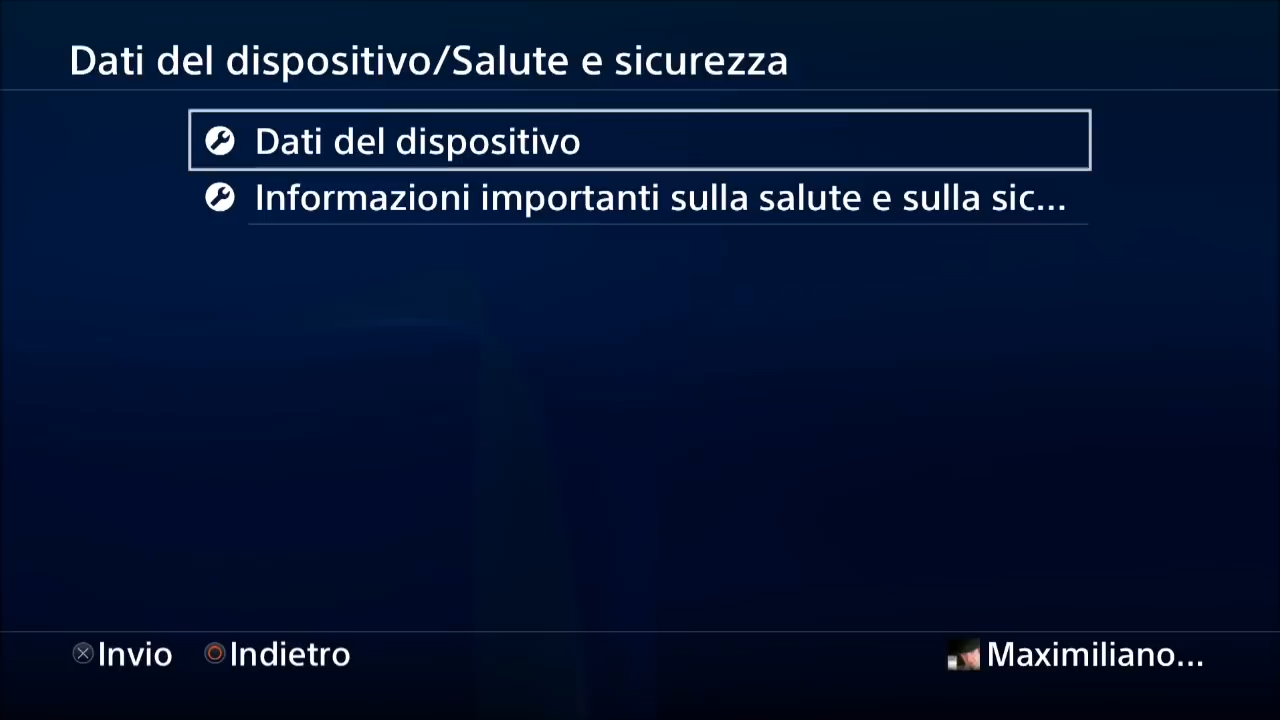 Dati del dispositivo/Salute e sicurezza
Dati del dispositivo
Informazioni importanti sulla salute e sulla sic...
Invio Indietro Maximiliano...